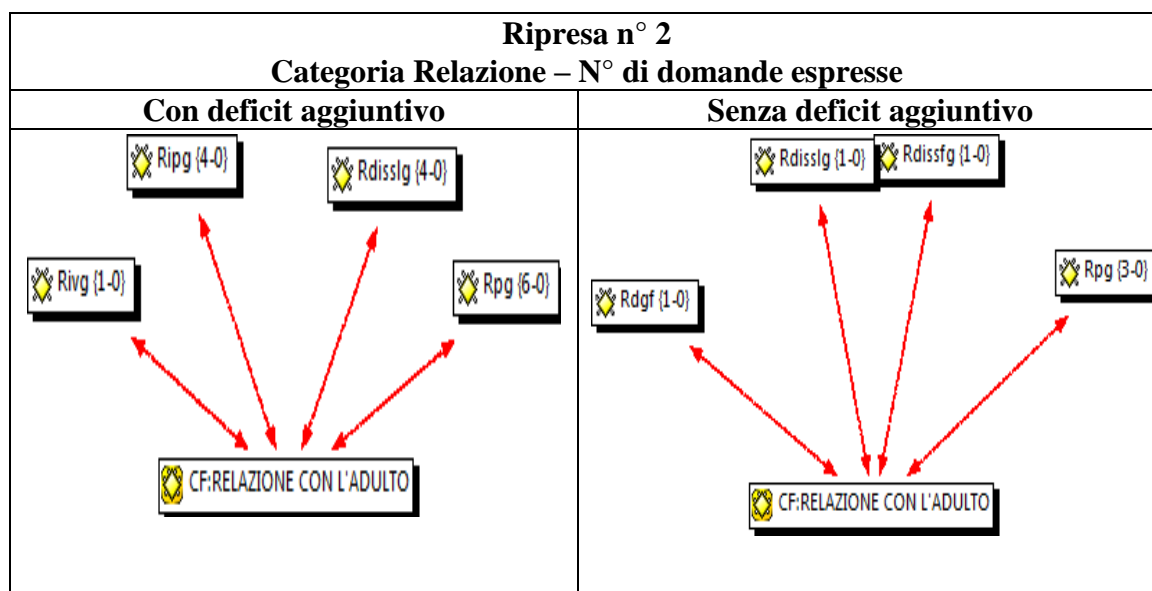 Ripresa n° 2
Categoria Relazione – N° di domande espresse
Con deficit aggiuntivo
Senza deficit aggiuntivo
Ripg {4-0}
Rdisslg {4-0}
Rivg {1-0}
Rpg {6-0}
CF:RELAZIONE CON L'ADULTO
Rdisslg {1-0}
Rdissfg {1-0}
Rdgf {1-0}
Rpg {3-0}
CF:RELAZIONE CON L'ADULTO